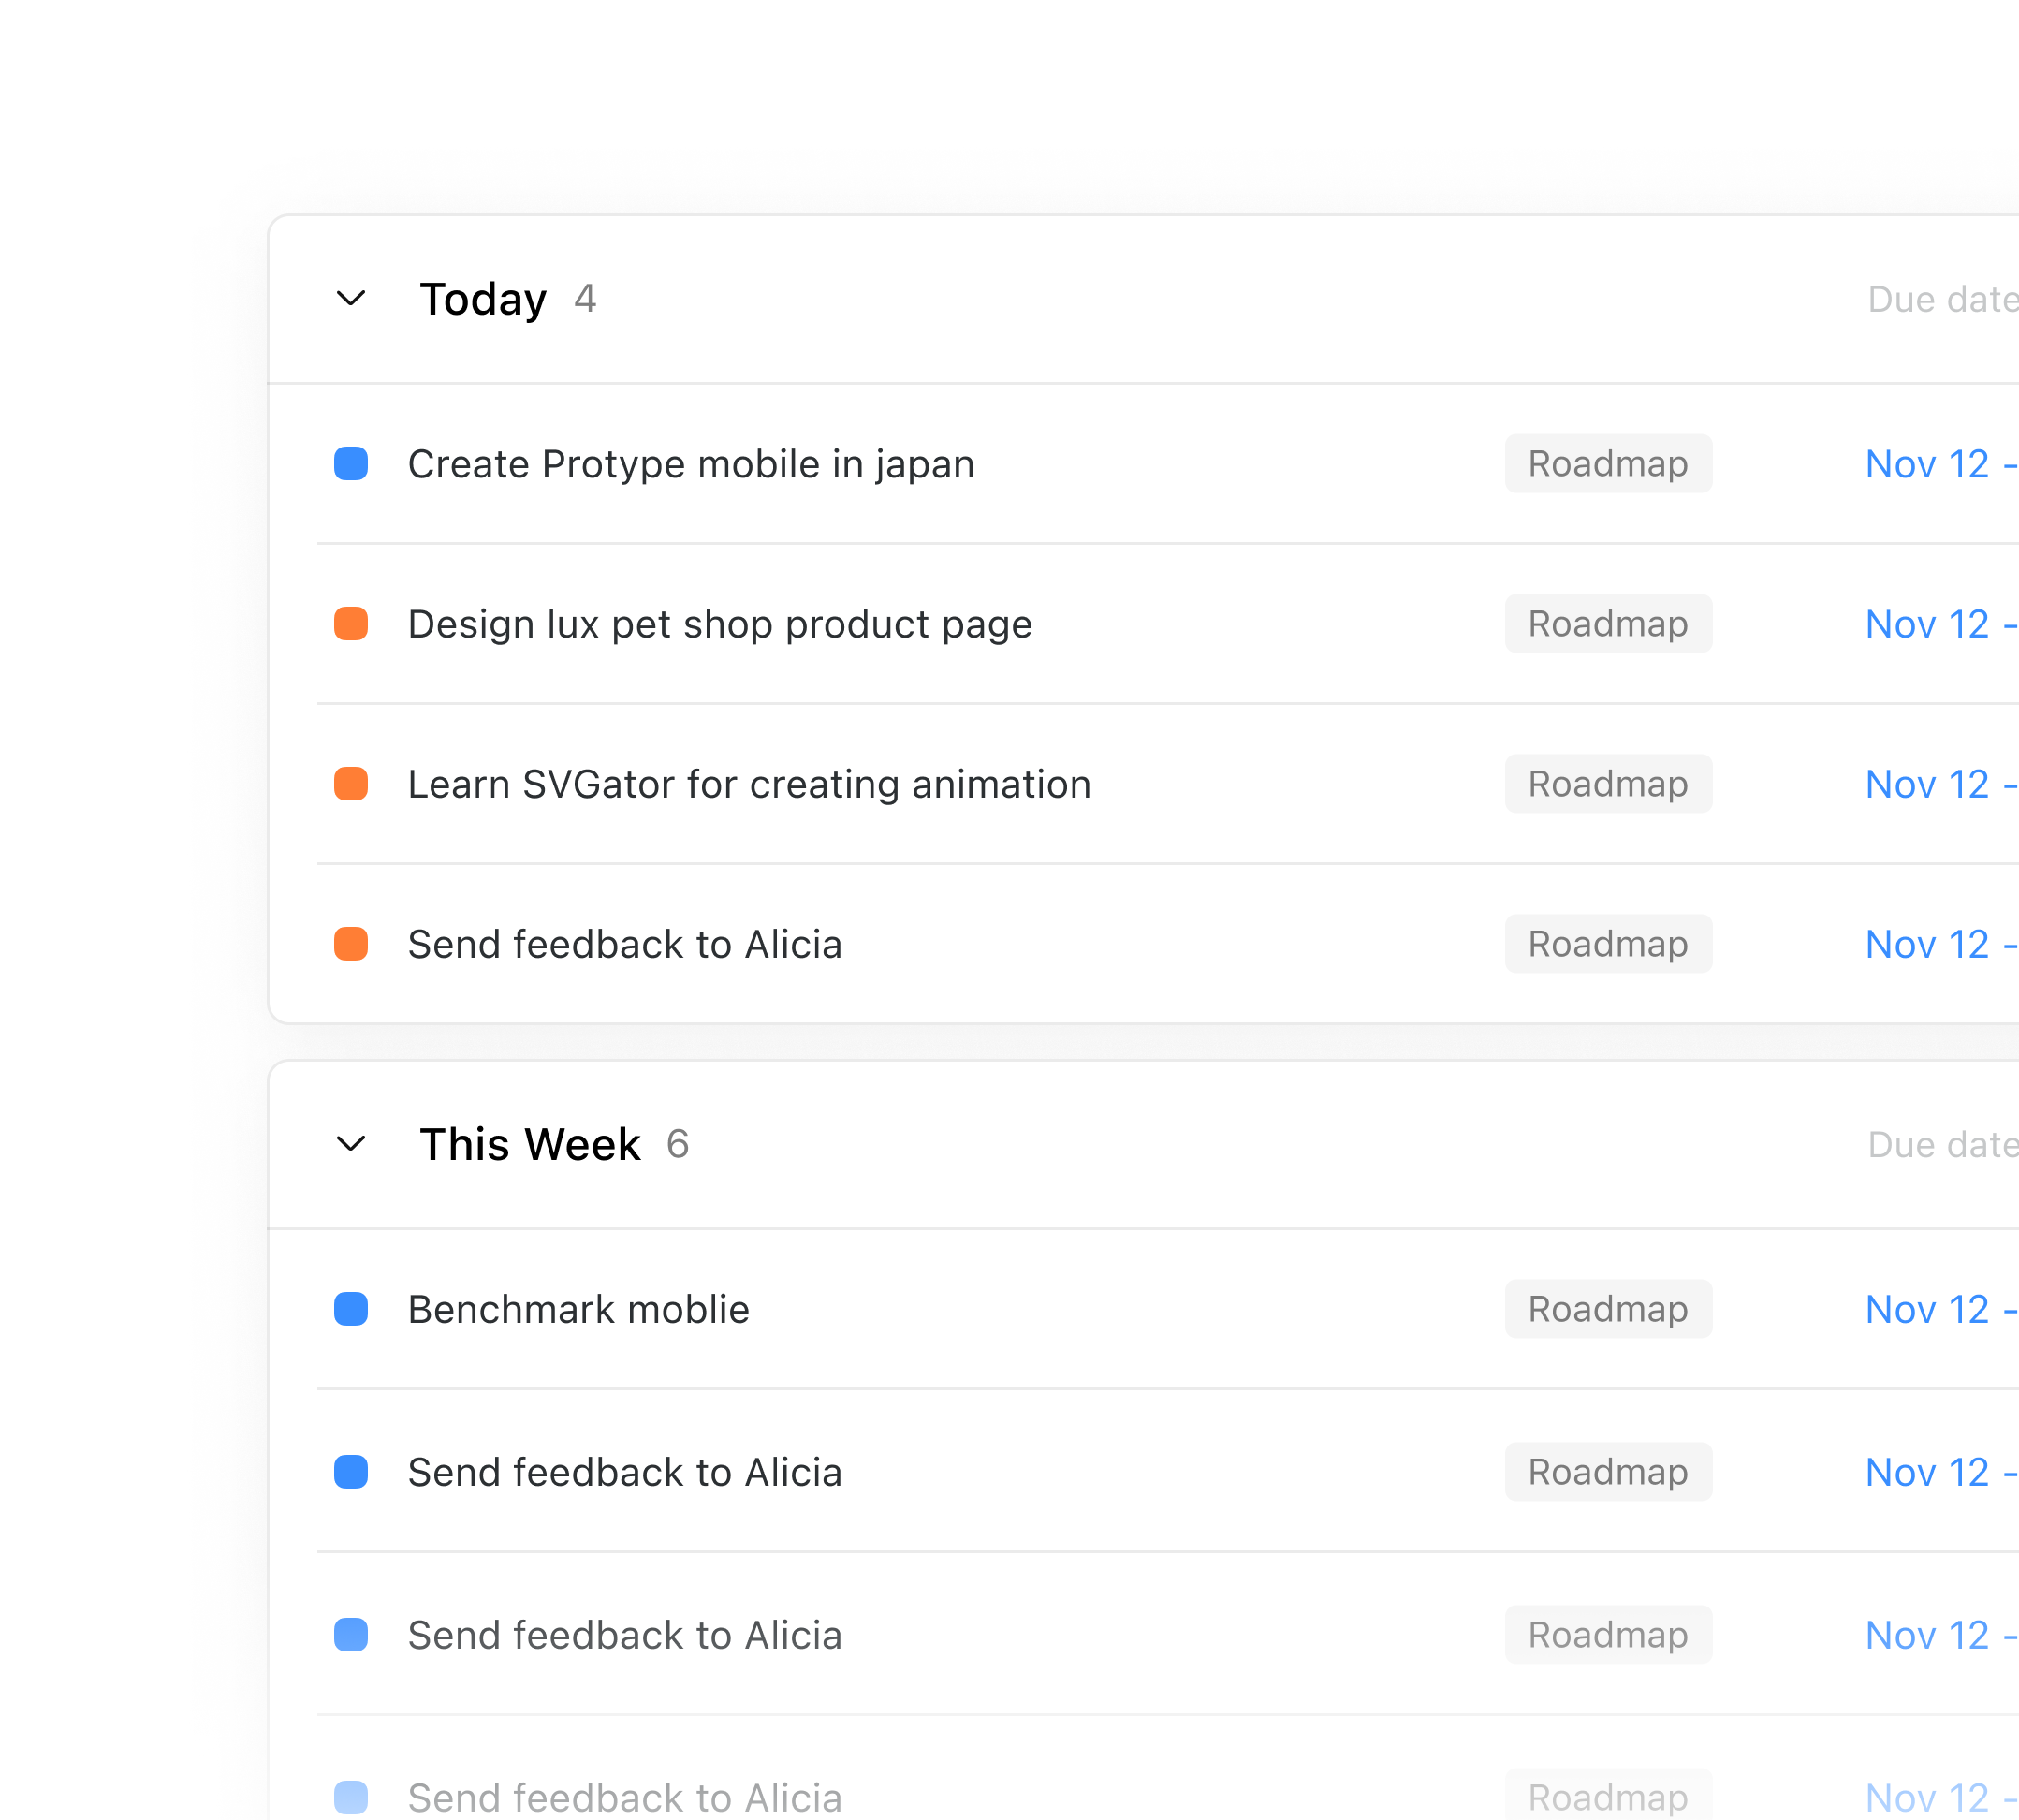 Today 4 Due date
Create Protype mobile in japan Roadmap Nov 12 -
Design lux pet shop product page Roadmap Nov 12 -
Learn SVGator for creating animation Roadmap Nov 12 -
Send feedback to Alicia Roadmap Nov 12 -
This Week 6 Due date
Benchmark moblie Roadmap Nov 12 -
Send feedback to Alicia Roadmap Nov 12 -
Send feedback to Alicia Roadmap Nov 12 -
Send feedback to Alicia Roadmap Nov 12 -